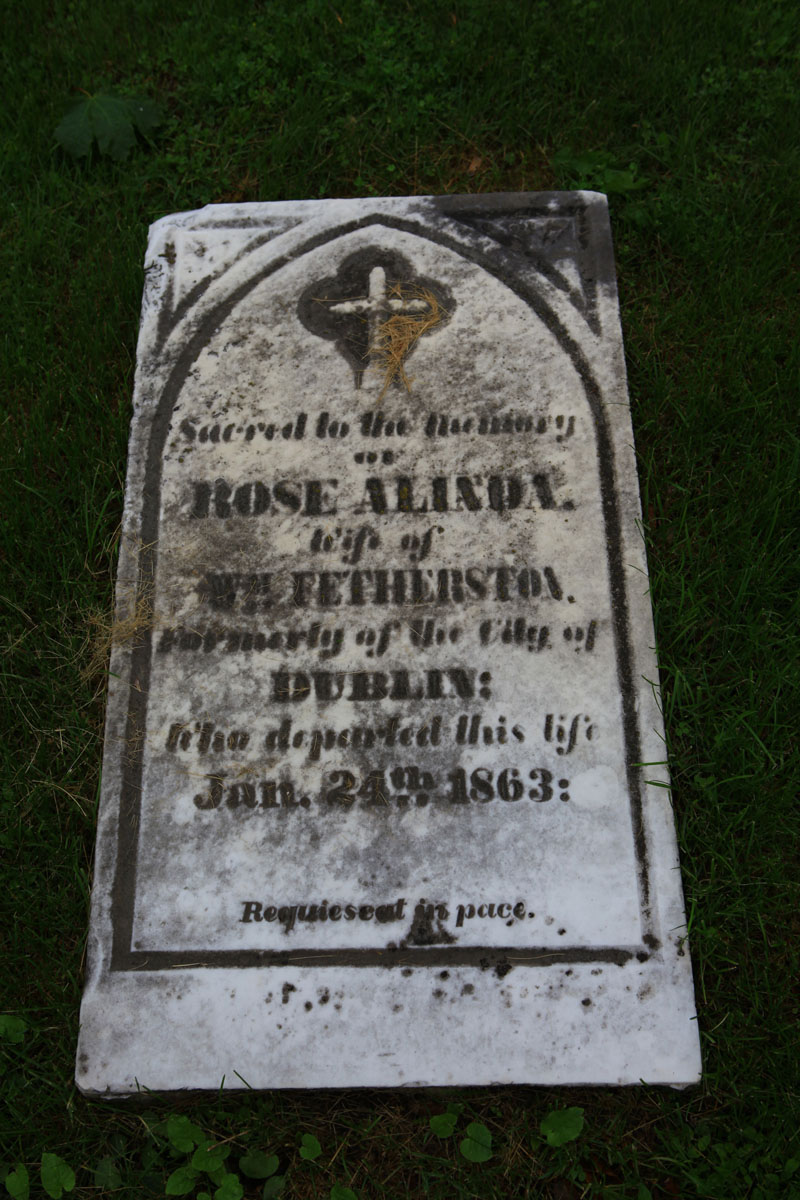 Sacred to the memory
of
ROSE ALINDA.
Wife of
WM. FETHERSTON.
Formerly of the City of
DUBLIN:
Who departed this life
Jan. 24th. 1863:
Requiescat in pace.